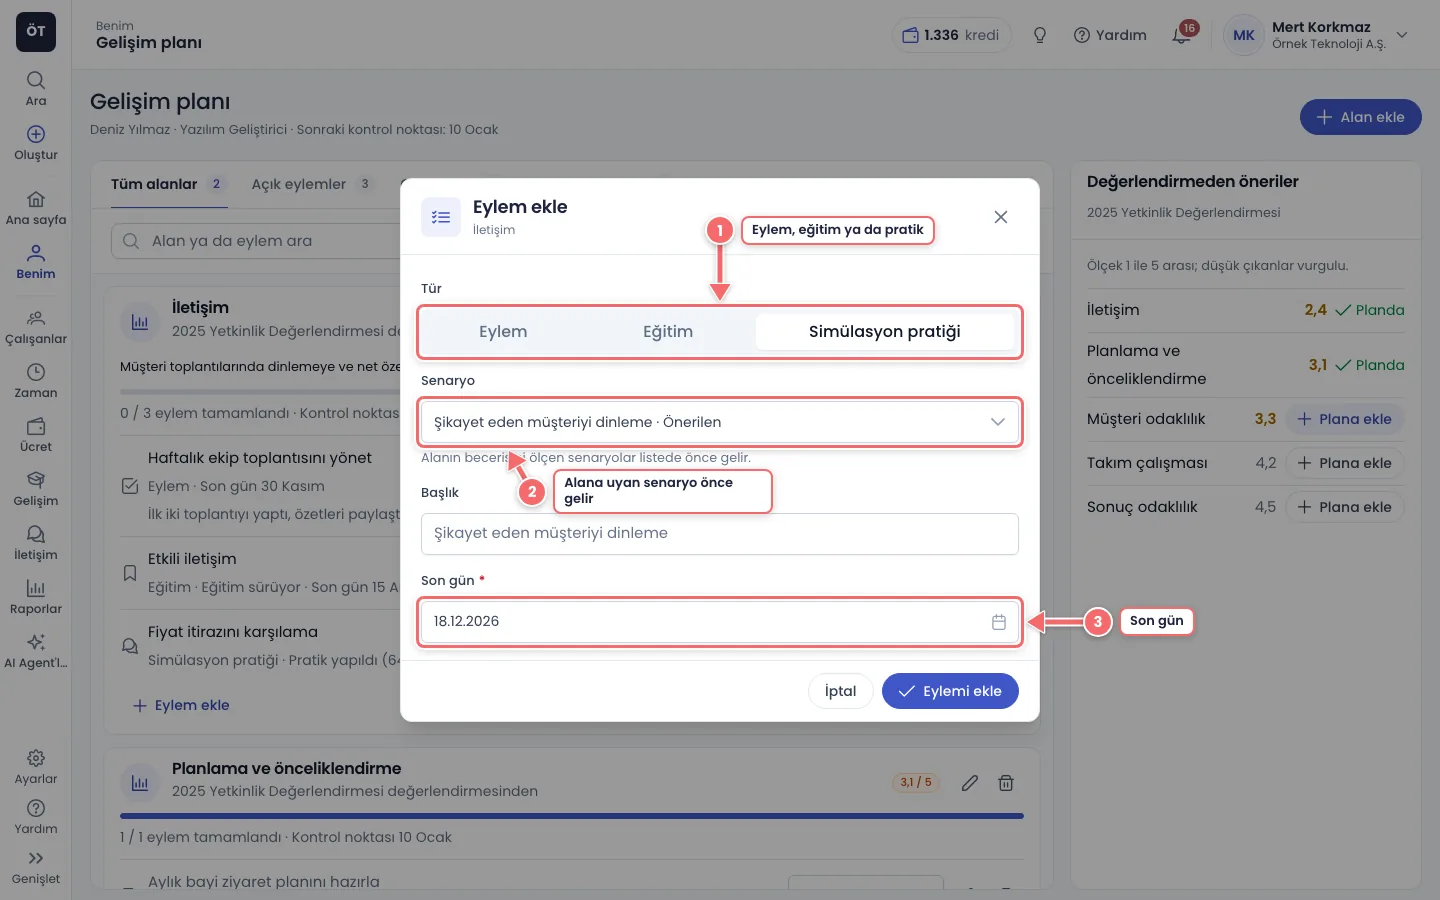 ÖT
Benim
Gelişim planı
1.336 kredi
Yardım
16
MK
Mert Korkmaz
Örnek Teknoloji A.Ş.
Ara
Oluştur
Ana sayfa
Benim
Çalışanlar
Zaman
Ücret
Gelişim
İletişim
Raporlar
AI Agent'l...
Ayarlar
Yardım
Genişlet
Gelişim planı
Deniz Yılmaz · Yazılım Geliştirici · Sonraki kontrol noktası: 10 Ocak
Alan ekle
Tüm alanlar 2
Açık eylemler 3
Alan ya da eylem ara
İletişim
2025 Yetkinlik Değerlendirmesi de
Müşteri toplantılarında dinlemeye ve net öze
0 / 3 eylem tamamlandı · Kontrol noktas
Haftalık ekip toplantısını yönet
Eylem · Son gün 30 Kasım
İlk iki toplantıyı yaptı, özetleri paylaşt
Etkili iletişim
Eğitim · Eğitim sürüyor · Son gün 15 A
Fiyat itirazını karşılama
Simülasyon pratiği · Pratik yapıldı (64
Eylem ekle
Planlama ve önceliklendirme
2025 Yetkinlik Değerlendirmesi değerlendirmesinden
3,1 / 5
1 / 1 eylem tamamlandı · Kontrol noktası 10 Ocak
Aylık bayi ziyaret planını hazırla
Eylem ekle
İletişim
1
Eylem, eğitim ya da pratik
Tür
Eylem
Eğitim
Simülasyon pratiği
Senaryo
Şikayet eden müşteriyi dinleme · Önerilen
Alanın becerisi ölçen senaryolar listede önce gelir.
2
Alana uyan senaryo önce
gelir
Başlık
Şikayet eden müşteriyi dinleme
Son gün *
18.12.2026
3
Son gün
İptal
Eylemi ekle
Değerlendirmeden öneriler
2025 Yetkinlik Değerlendirmesi
Ölçek 1 ile 5 arası; düşük çıkanlar vurgulu.
İletişim 2,4 Planda
Planlama ve
önceliklendirme 3,1 Planda
Müşteri odaklılık 3,3 Plana ekle
Takım çalışması 4,2 Plana ekle
Sonuç odaklılık 4,5 Plana ekle